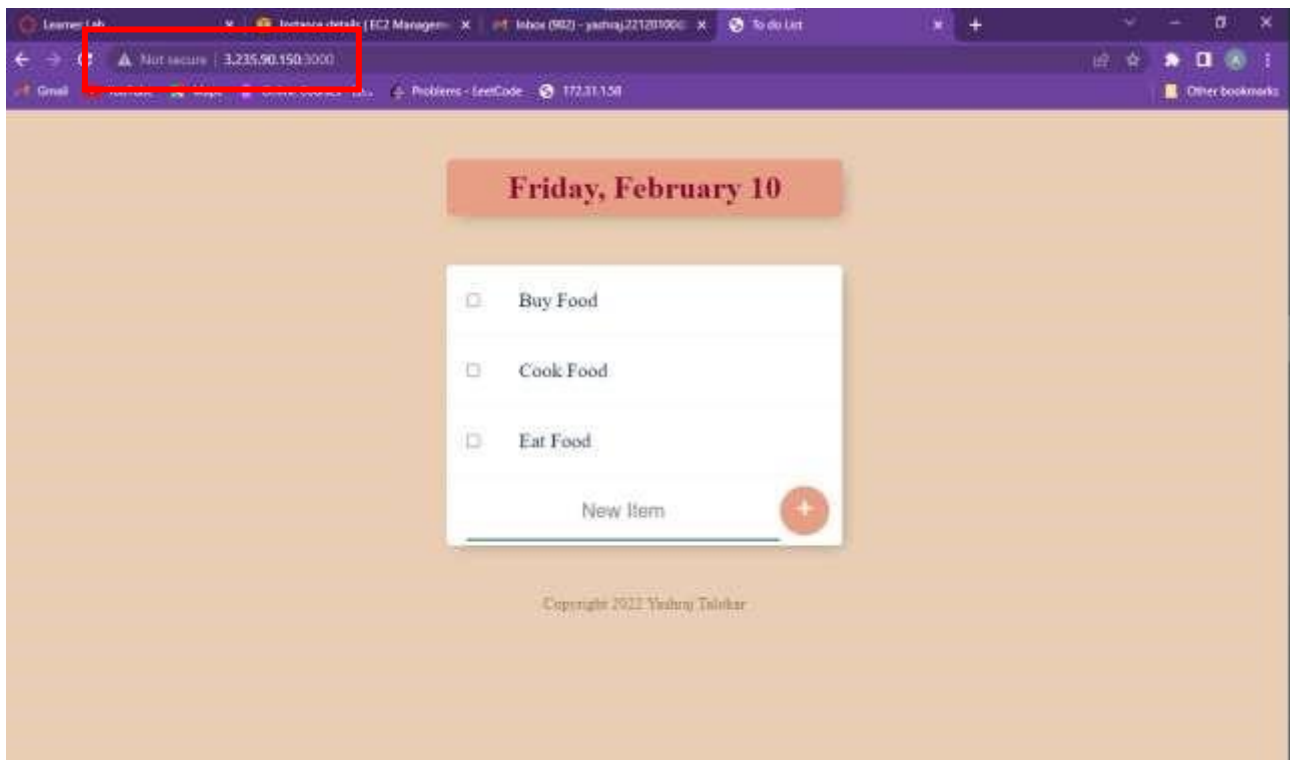 Learner Lab
Instance details | EC2 Managem
Inbox (902) - yashraj.22120100
To do List
Not secure | 3.235.90.150:3000
Gmail
YouTube
Maps
Problems - LeetCode
172.31.1.58
Other bookmarks
Friday, February 10
Buy Food
Cook Food
Eat Food
New Item
+
Copyright 2022 Yashraj Talokar